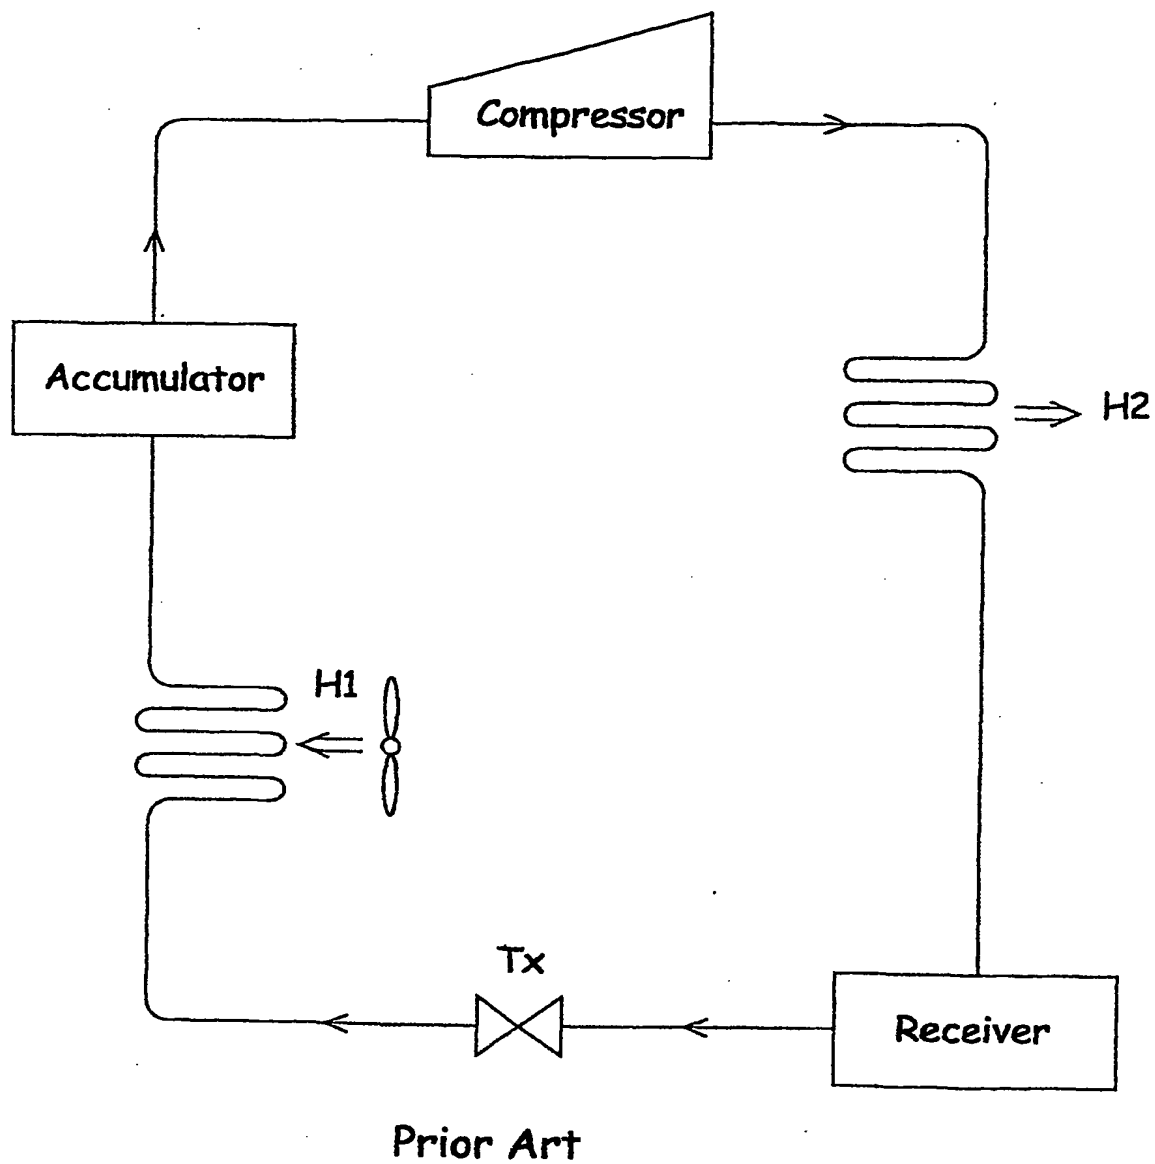 Compressor
Accumulator
H2
H1
Tx
Receiver
Prior Art